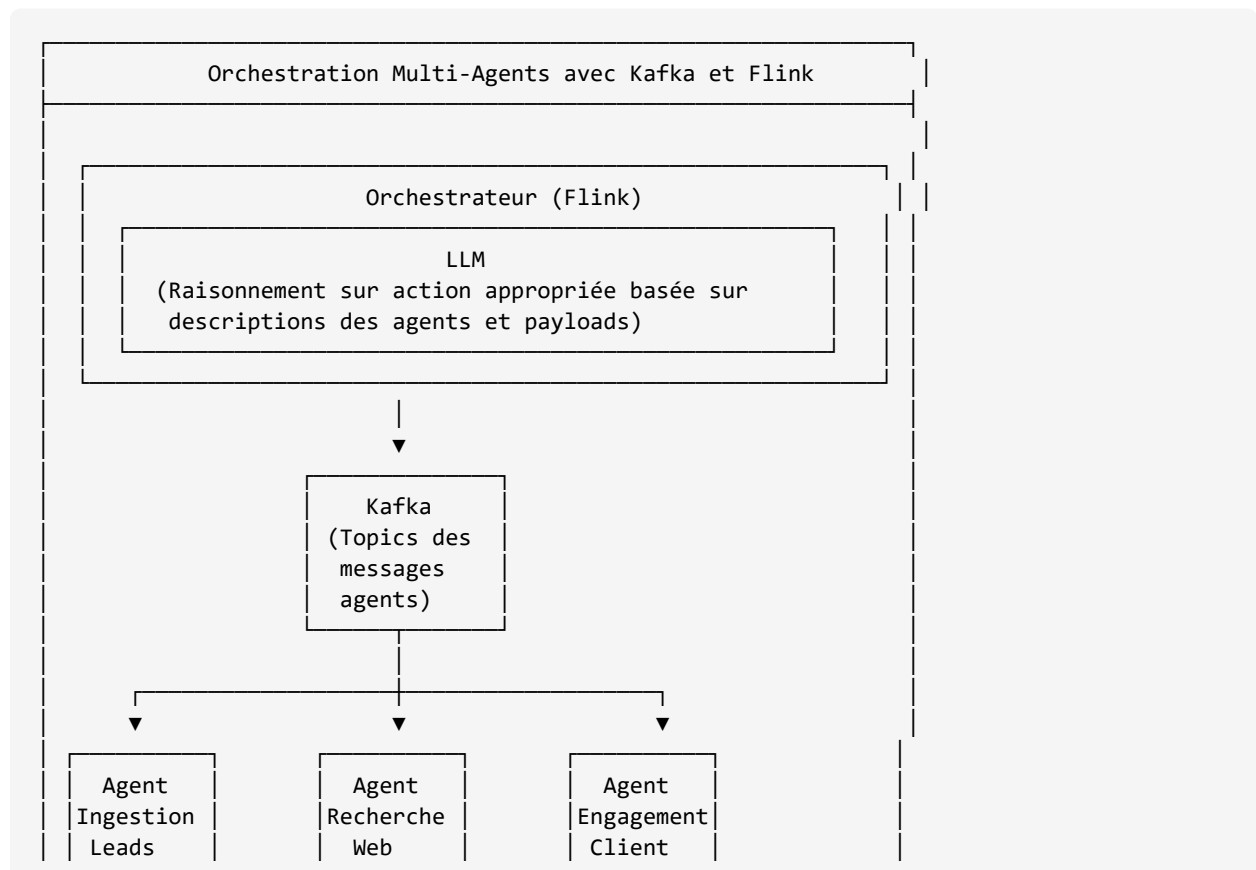 Orchestration Multi-Agents avec Kafka et Flink
Orchestrateur (Flink)
LLM
(Raisonnement sur action appropriée basée sur
descriptions des agents et payloads)
Kafka
(Topics des
messages
agents)
Agent Agent Agent
Ingestion Recherche Engagement
Leads Web Client